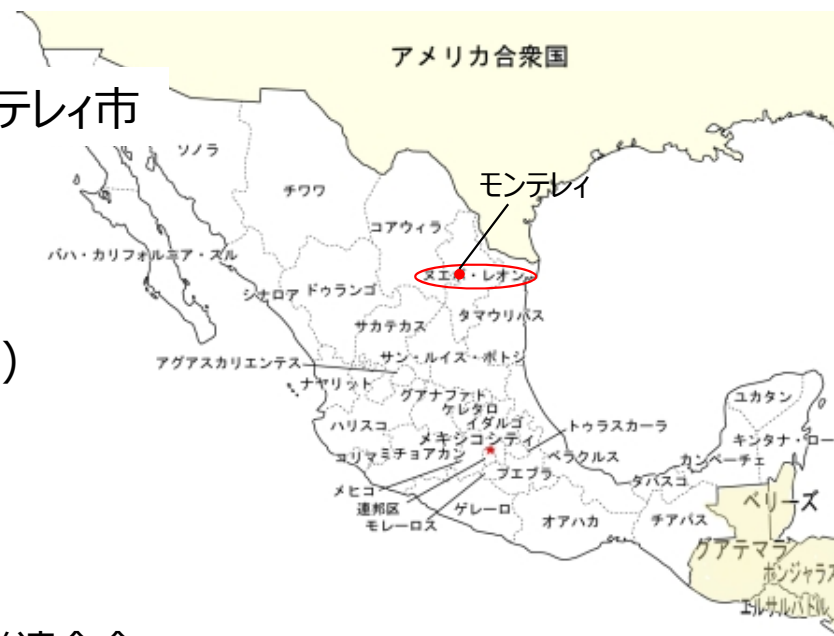 アメリカ合衆国
テレィ市
ソノラ
モンテレィ
チワワ
コアウィラ
バハ・カリフォルニア・スル
ヌエボ・レオン
シナロア
ドゥランゴ
タマウリパス
サカテカス
)
アグアスカリエンテス
サン・ルイス・ポトシ
ナヤリット
グアナファト
ユカタン
ケレタロ
ハリスコ
イダルゴ
トゥラスカーラ
メキシコシティ
キンタナ・ロー
コリマ
ミチョアカン
ベラクルス
カンペーチェ
プエブラ
タバスコ
メヒコ
ベリーズ
連邦区
ゲレーロ
モレーロス
オアハカ
チアパス
グアテマラ
ホンジャラス
エルサルバドル